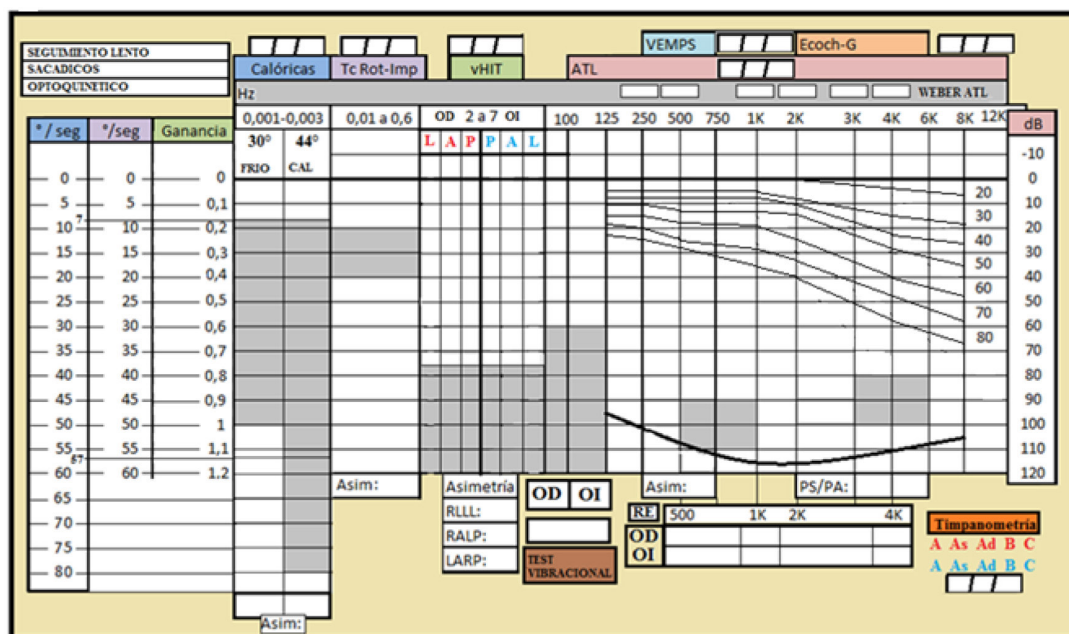 VEMPS Ecoch-G
SEGUIMIENTO LENTO
SACADICOS
OPTOQUINETICO
Calóricas Tc Rot-Imp vHIT ATL
Hz WEBER ATL
° / seg °/seg Ganancia 0,001-0,003 0,01 a 0,6 OD 2 a 7 OI 100 125 250 500 750 1K 2K 3K 4K 6K 8K 12K dB
30° 44° L A P P A L
FRIO CAL
-10
0 0 0 0
20
5 5 0,1 10
7
30
10 10 0,2 20
40
15 15 0,3 30
50
20 20 0,4 40
60
25 25 0,5 50
70
30 30 0,6 60
80
35 35 0,7 70
40 40 0,8 80
45 45 0,9 90
50 50 1 100
55 55 1,1 110
57
60 60 1.2 120
65
70
75
80
Asim: Asimetría OD OI Asim: PS/PA:
RLLL:
RALP:
LARP:
TEST
VIBRACIONAL
RE 500 1K 2K 4K
OD
OI
Timpanometría
A As Ad B C
A As Ad B C
Asim: